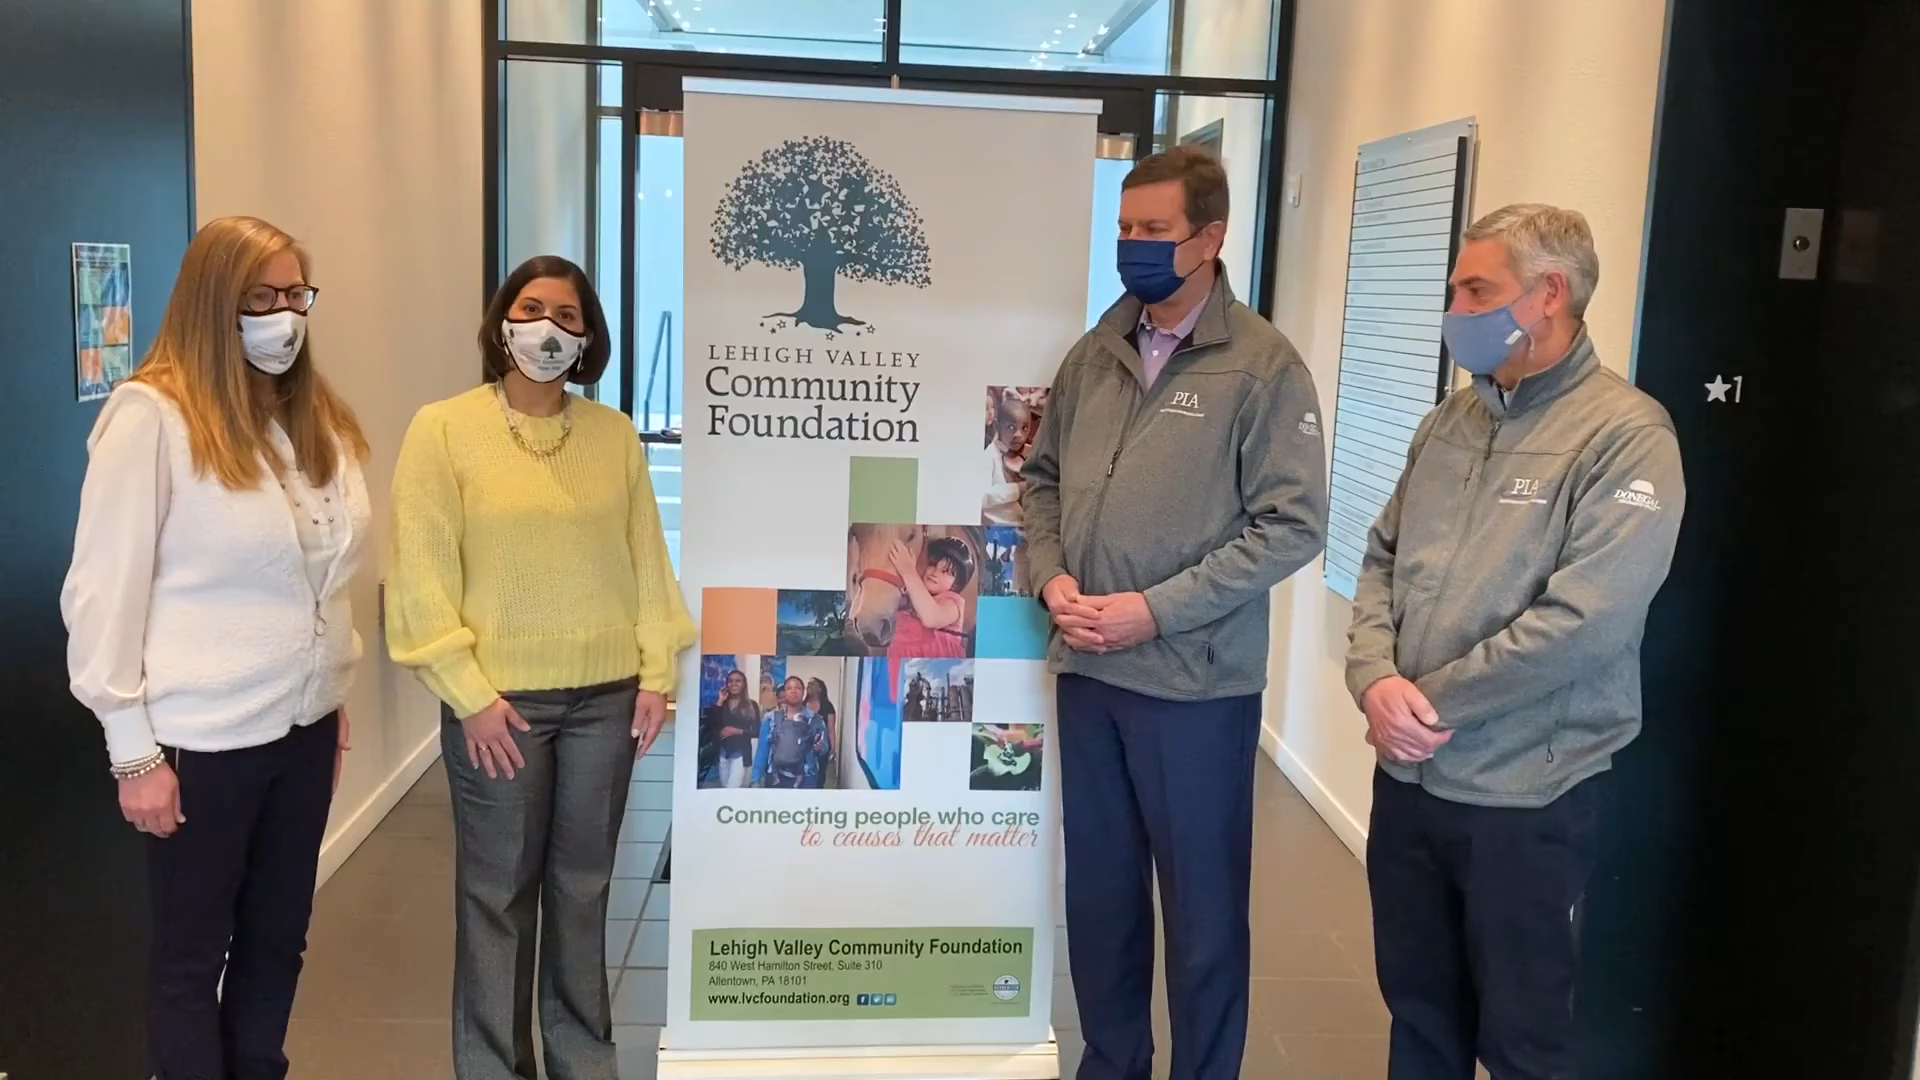 LEHIGH VALLEY
Community
Foundation
Connecting people who care
to causes that matter
Lehigh Valley Community Foundation
840 West Hamilton Street, Suite 310
Allentown, PA 18101
www.lvcfoundation.org
PIA
PIA
DONEGAL
★1